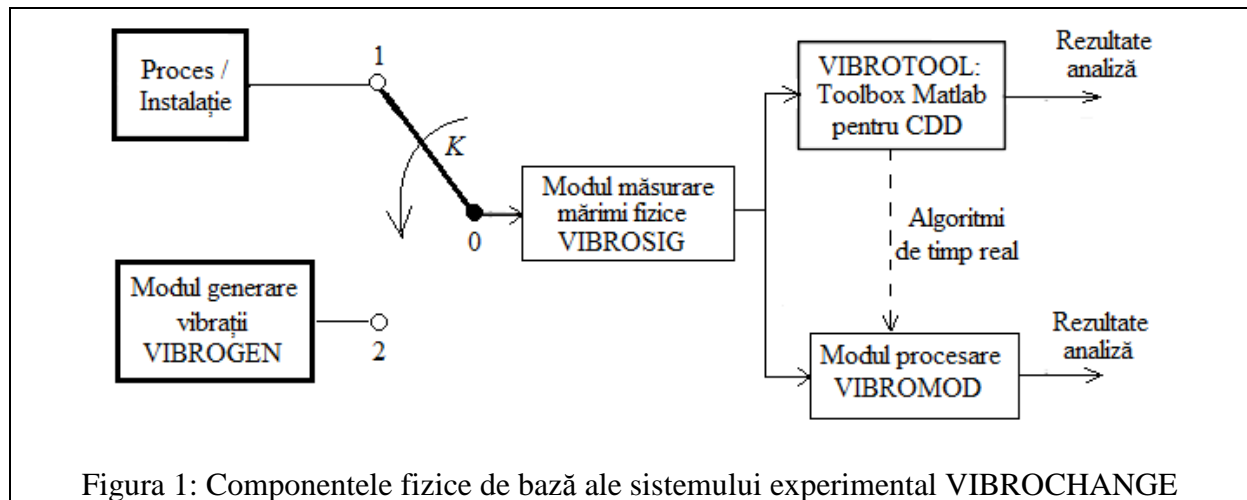 Proces /
Instalație
1
K
0
Modul generare
vibrații
VIBROGEN
2
Modul măsurare
mărimi fizice
VIBROSIG
VIBROTOOL:
Toolbox Matlab
pentru CDD
Rezultate
analiză
Algoritmi
de timp real
Modul procesare
VIBROMOD
Rezultate
analiză
Figura 1: Componentele fizice de bază ale sistemului experimental VIBROCHANGE